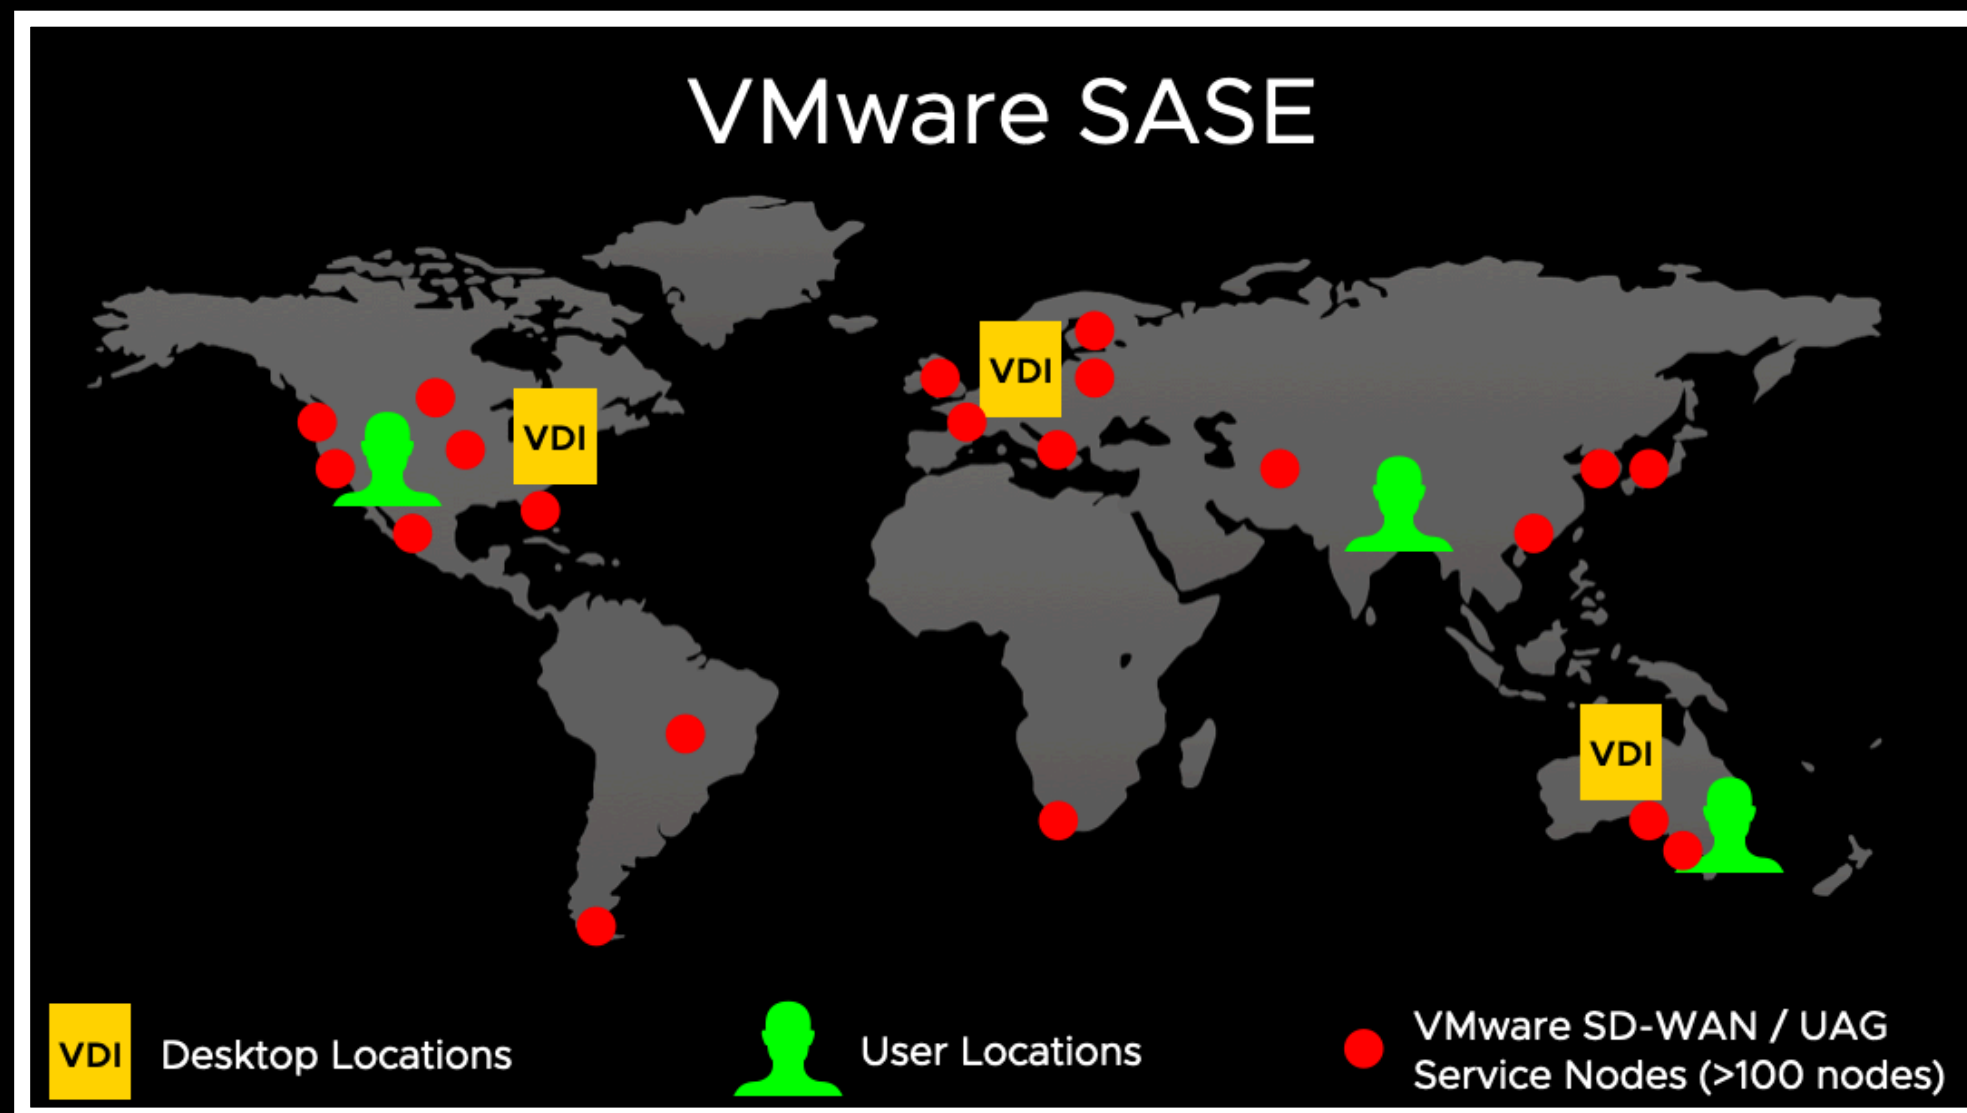 VMware SASE
VDI
VDI
VDI
VDI
Desktop Locations
User Locations
VMware SD-WAN / UAG
Service Nodes (>100 nodes)